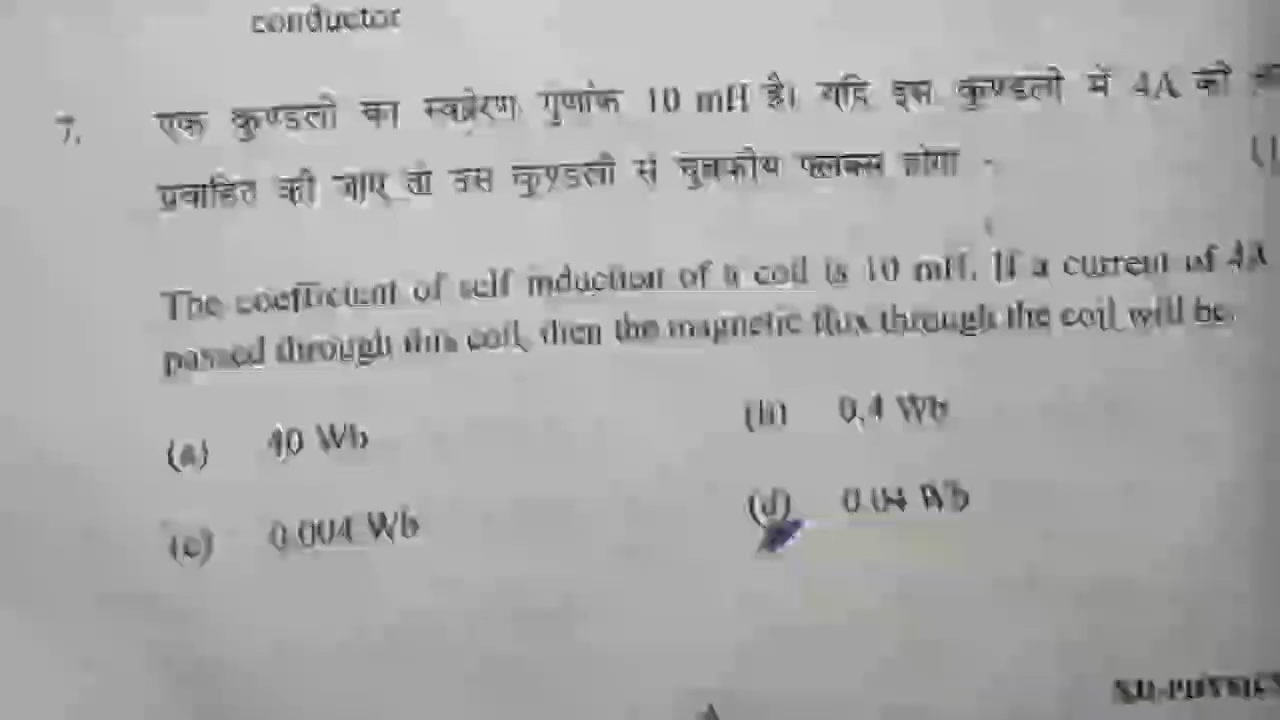 conductor
7. एक कुण्डली का स्वप्रेरण गुणांक 10 mH है। यदि इस कुण्डली में 4A की
प्रवाहित की जाए तो उस कुण्डली से चुम्बकीय फ्लक्स होगा -
The coefficient of self induction of a coil is 10 mH. If a current of 4A
passed through this coil, then the magnetic flux through the coil will be.
(a) 40 Wb
(b) 0.4 Wb
(c) 0.004 Wb
(d) 0.04 Wb